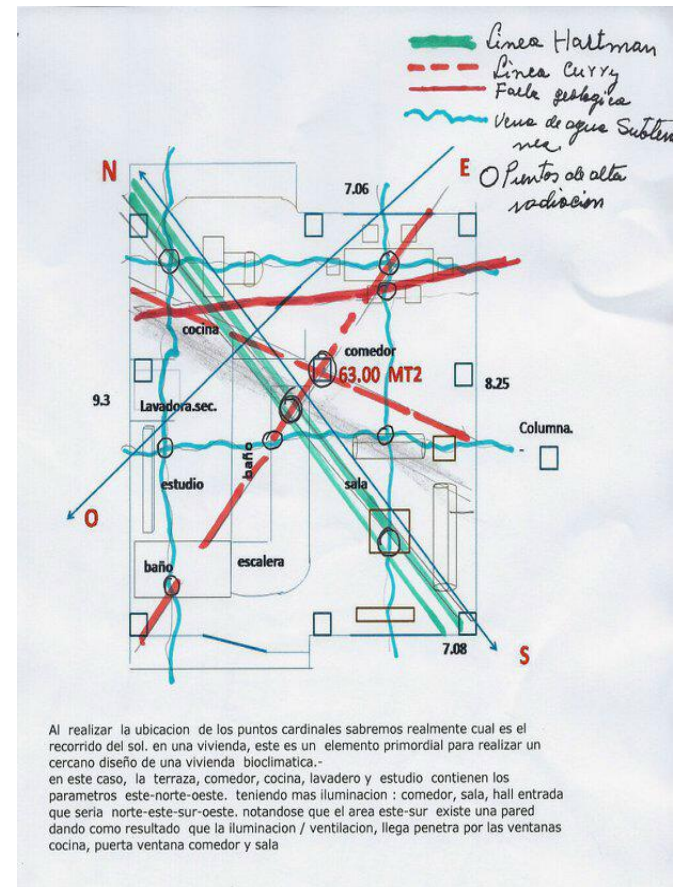 Linea Hartman
Linea Curry
Falla geologica
Vena de agua Subterr
nea.
O Puntos de alta
radiacion
N
7.06
E
cocina
comedor
63.00 MT2
9.3
8.25
Lavadora.sec.
Columna.
baño
estudio
sala
O
baño
escalera
7.08
S
Al realizar la ubicacion de los puntos cardinales sabremos realmente cual es el
recorrido del sol. en una vivienda, este es un elemento primordial para realizar un
cercano diseño de una vivienda bioclimatica.-
en este caso, la terraza, comedor, cocina, lavadero y estudio contienen los
parametros este-norte-oeste. teniendo mas iluminacion : comedor, sala, hall entrada
que seria norte-este-sur-oeste. notandose que el area este-sur existe una pared
dando como resultado que la iluminacion / ventilacion, llega penetra por las ventanas
cocina, puerta ventana comedor y sala